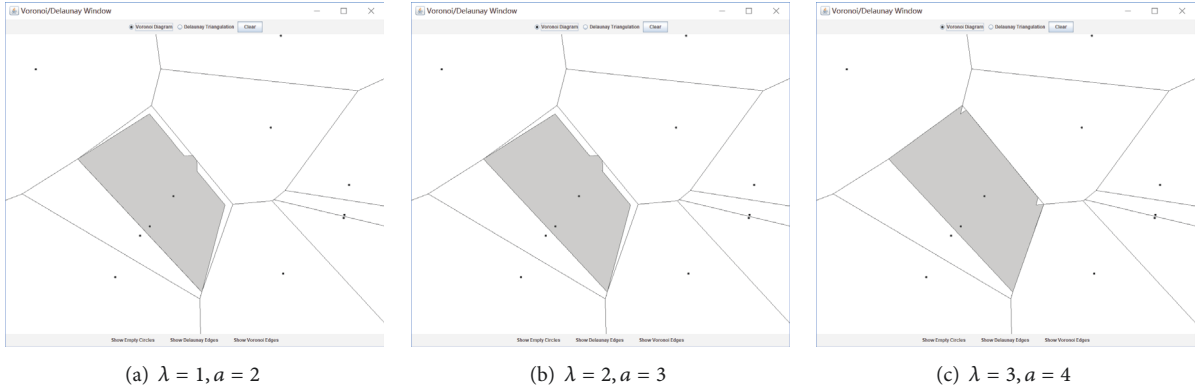 Voronoi/Delaunay Window
Voronoi Diagram Delaunay Triangulation Clear
Show Empty Circles Show Delaunay Edges Show Voronoi Edges
(a) λ = 1, a = 2
Voronoi/Delaunay Window
Voronoi Diagram Delaunay Triangulation Clear
Show Empty Circles Show Delaunay Edges Show Voronoi Edges
(b) λ = 2, a = 3
Voronoi/Delaunay Window
Voronoi Diagram Delaunay Triangulation Clear
Show Empty Circles Show Delaunay Edges Show Voronoi Edges
(c) λ = 3, a = 4